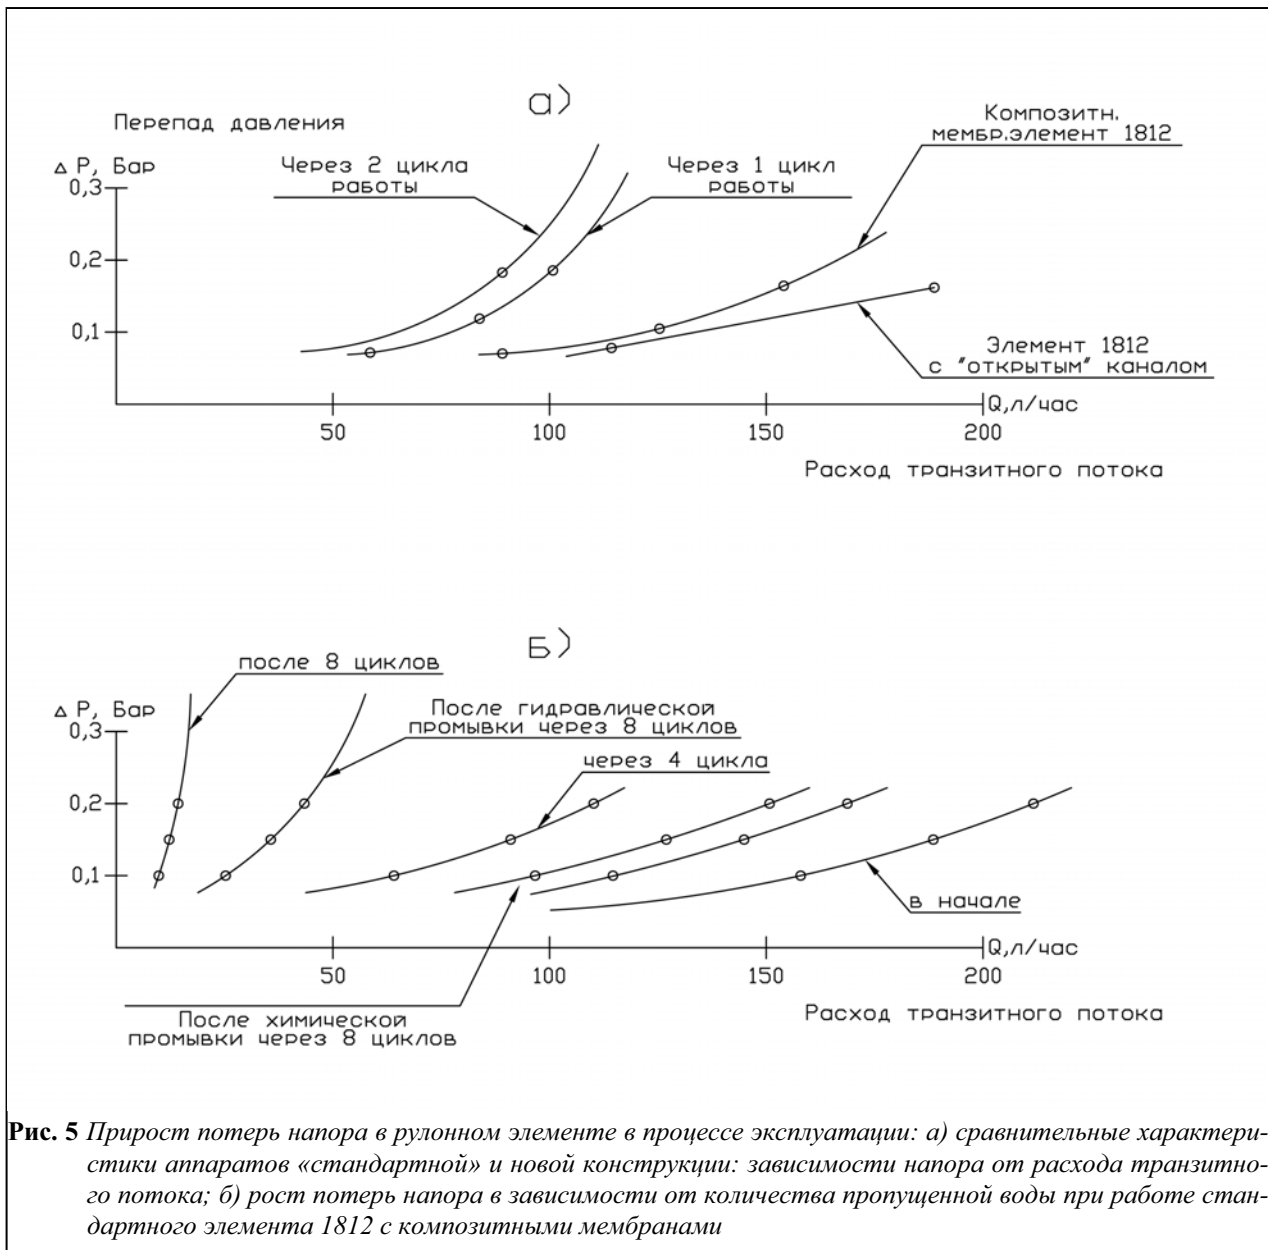 а)
Перепад давления
Δ Р, Бар
Через 2 цикла
работы
Через 1 цикл
работы
Композитн.
мембр.элемент 1812
0,3
0,2
0,1
Элемент 1812
с "открытым" каналом
50
100
150
200
Q,л/час
Расход транзитного потока
Б)
после 8 циклов
Δ Р, Бар
После гидравлической
промывки через 8 циклов
через 4 цикла
0,3
0,2
0,1
в начале
50
100
150
200
Q,л/час
После химической
промывки через 8 циклов
Расход транзитного потока
Рис. 5 Прирост потерь напора в рулонном элементе в процессе эксплуатации: а) сравнительные характери-
стики аппаратов «стандартной» и новой конструкции: зависимости напора от расхода транзитно-
го потока; б) рост потерь напора в зависимости от количества пропущенной воды при работе стан-
дартного элемента 1812 с композитными мембранами